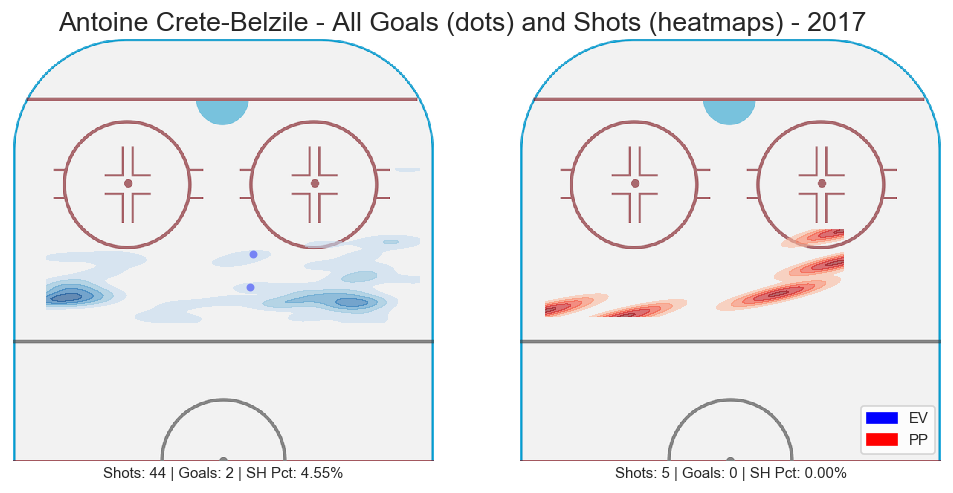 Antoine Crete-Belzile - All Goals (dots) and Shots (heatmaps) - 2017
EV
PP
Shots: 44 | Goals: 2 | SH Pct: 4.55%
Shots: 5 | Goals: 0 | SH Pct: 0.00%